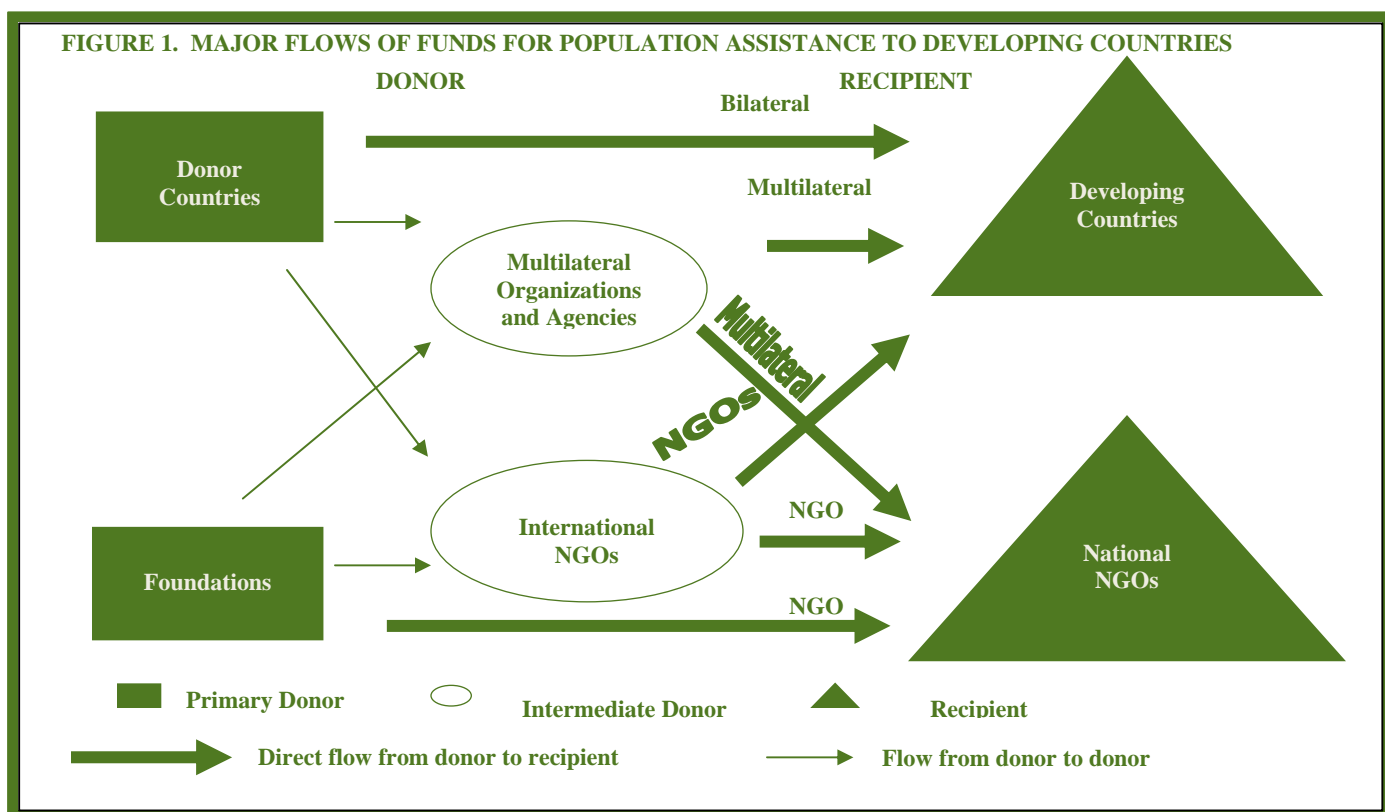 FIGURE 1. MAJOR FLOWS OF FUNDS FOR POPULATION ASSISTANCE TO DEVELOPING COUNTRIES
DONOR
RECIPIENT
Bilateral
Donor
Countries
Multilateral
Developing
Countries
Multilateral
Organizations
and Agencies
Multilateral
NGOs
International
NGOs
NGO
National
NGOs
Foundations
NGO
Primary Donor
Intermediate Donor
Recipient
Direct flow from donor to recipient
Flow from donor to donor